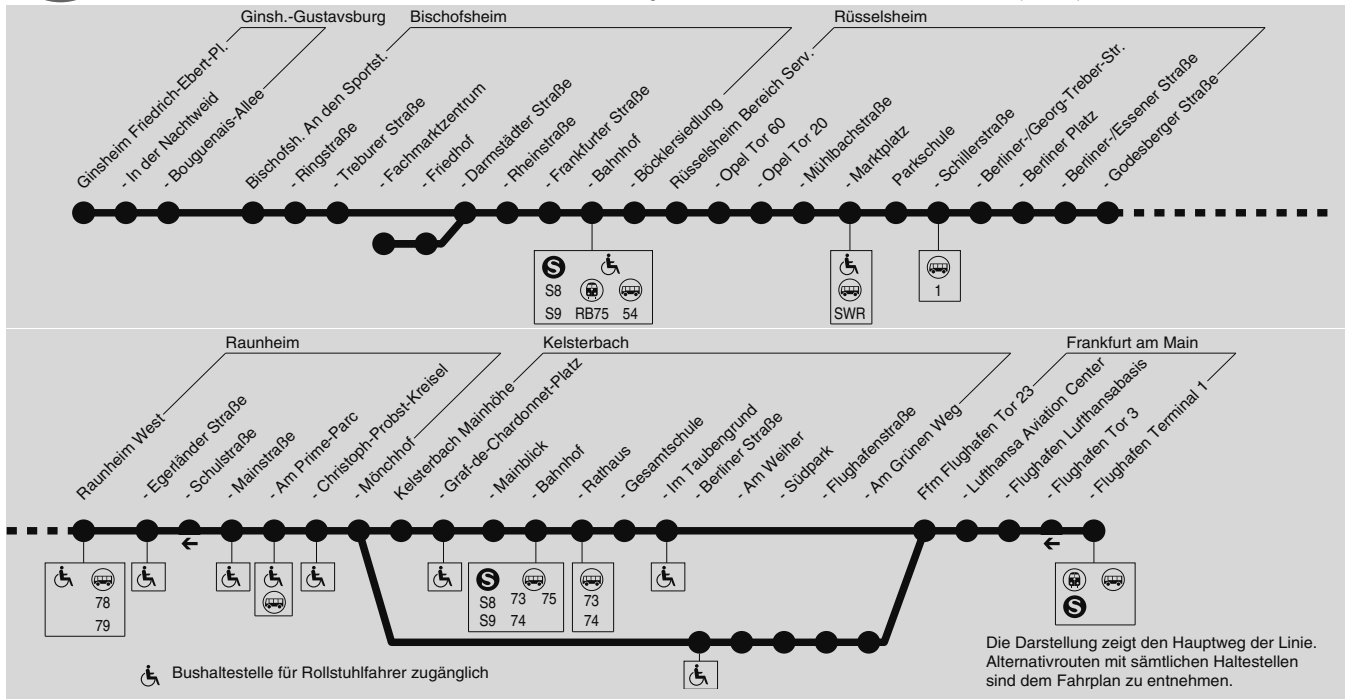 Ginsh.-Gustavsburg
Bischofsheim
Rüsselsheim
Ginsheim Friedrich-Ebert-Pl.
- In der Nachtweid
- Bouguenais-Allee
Bischofsh. An den Sportst.
- Ringstraße
- Treburer Straße
- Fachmarktzentrum
- Friedhof
- Darmstädter Straße
- Rheinstraße
- Frankfurter Straße
- Bahnhof
- Böcklersiedlung
Rüsselsheim Bereich Serv.
- Opel Tor 60
- Opel Tor 20
- Mühlbachstraße
- Marktplatz
Parkschule
- Schillerstraße
- Berliner-/Georg-Treber-Str.
- Berliner Platz
- Berliner-/Essener Straße
- Godesberger Straße
S
S8
S9 RB75 54
SWR
1
Raunheim
Kelsterbach
Frankfurt am Main
Raunheim West
- Egerländer Straße
- Schulstraße
- Mainstraße
- Am Prime-Parc
- Christoph-Probst-Kreisel
- Mönchhof
Kelsterbach Mainhöhe
- Graf-de-Chardonnet-Platz
- Mainblick
- Bahnhof
- Rathaus
- Gesamtschule
- Im Taubengrund
- Berliner Straße
- Am Weiher
- Südpark
- Flughafenstraße
- Am Grünen Weg
Ffm Flughafen Tor 23
- Lufthansa Aviation Center
- Flughafen Lufthansabasis
- Flughafen Tor 3
- Flughafen Terminal 1
78
79
S
S8 73 75
S9 74
73
74
S
Bushaltestelle für Rollstuhlfahrer zugänglich
Die Darstellung zeigt den Hauptweg der Linie.
Alternativrouten mit sämtlichen Haltestellen
sind dem Fahrplan zu entnehmen.